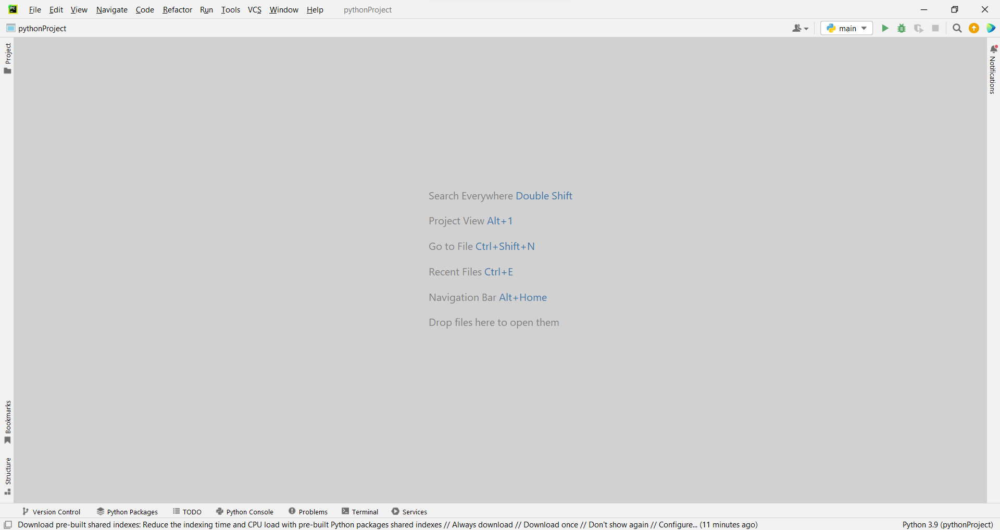 PC File Edit View Navigate Code Refactor Run Tools VCS Window Help pythonProject
pythonProject main
Project
Notifications
Search Everywhere Double Shift
Project View Alt+1
Go to File Ctrl+Shift+N
Recent Files Ctrl+E
Navigation Bar Alt+Home
Drop files here to open them
Bookmarks
Structure
Version Control Python Packages TODO Python Console Problems Terminal Services
Download pre-built shared indexes: Reduce the indexing time and CPU load with pre-built Python packages shared indexes // Always download // Download once // Don't show again // Configure... (11 minutes ago) Python 3.9 (pythonProject)